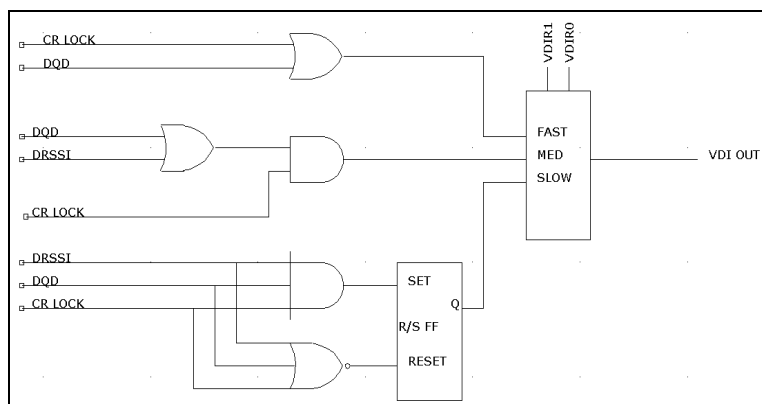 CR LOCK
DQD
VDIR1
VDIR0
DQD
DRSSI
CR LOCK
FAST
MED
SLOW
VDI OUT
DRSSI
DQD
CR LOCK
SET
Q
R/S FF
RESET